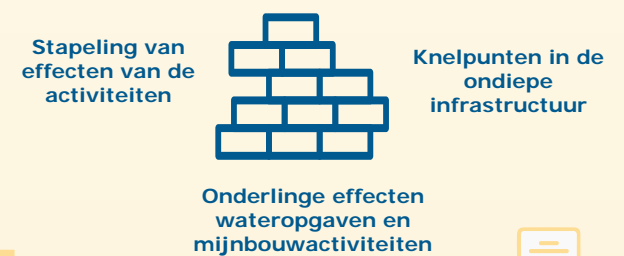 Stapeling van
effecten van de
activiteiten
Knelpunten in de
ondiepe
infrastructuur
Onderlinge effecten
wateropgaven en
mijnbouwactiviteiten